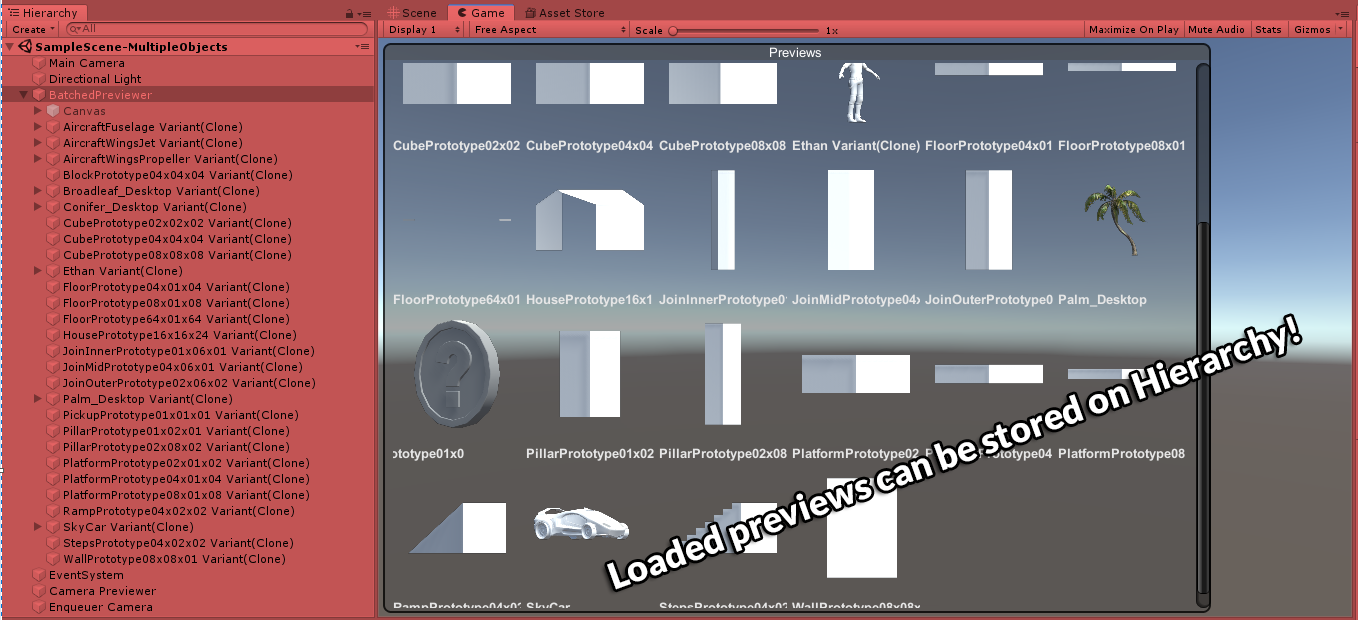 Hierarchy
Create
All
SampleScene-MultipleObjects
Main Camera
Directional Light
BatchedPreviewer
Canvas
AircraftFuselage Variant(Clone)
AircraftWingsJet Variant(Clone)
AircraftWingsPropeller Variant(Clone)
BlockPrototype04x04x04 Variant(Clone)
Broadleaf_Desktop Variant(Clone)
Conifer_Desktop Variant(Clone)
CubePrototype02x02x02 Variant(Clone)
CubePrototype04x04x04 Variant(Clone)
CubePrototype08x08x08 Variant(Clone)
Ethan Variant(Clone)
FloorPrototype04x01x04 Variant(Clone)
FloorPrototype08x01x08 Variant(Clone)
FloorPrototype64x01x64 Variant(Clone)
HousePrototype16x16x24 Variant(Clone)
JoinInnerPrototype01x06x01 Variant(Clone)
JoinMidPrototype04x06x01 Variant(Clone)
JoinOuterPrototype02x06x02 Variant(Clone)
Palm_Desktop Variant(Clone)
PickupPrototype01x01x01 Variant(Clone)
PillarPrototype01x02x01 Variant(Clone)
PillarPrototype02x08x02 Variant(Clone)
PlatformPrototype02x01x02 Variant(Clone)
PlatformPrototype04x01x04 Variant(Clone)
PlatformPrototype08x01x08 Variant(Clone)
RampPrototype04x02x02 Variant(Clone)
SkyCar Variant(Clone)
StepsPrototype04x02x02 Variant(Clone)
WallPrototype08x08x01 Variant(Clone)
EventSystem
Camera Previewer
Enqueuer Camera
Scene Game Asset Store
Display 1 Free Aspect Scale 1x Maximize On Play Mute Audio Stats Gizmos
Previews
CubePrototype02x02 CubePrototype04x04 CubePrototype08x08 Ethan Variant(Clone) FloorPrototype04x01 FloorPrototype08x01
FloorPrototype64x01 HousePrototype16x1 JoinInnerPrototype0 JoinMidPrototype04x JoinOuterPrototype0 Palm_Desktop
?
ototype01x0 PillarPrototype01x02 PillarPrototype02x08 PlatformPrototype02 PlatformPrototype04 PlatformPrototype08
RampPrototype04x02 SkyCar StepsPrototype04x02 WallPrototype08x08x
Loaded previews can be stored on Hierarchy!